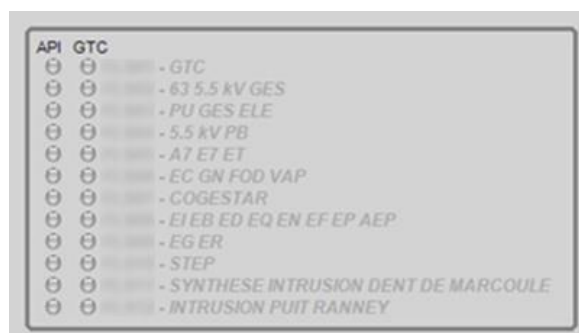 API GTC
- GTC
- 63 5.5 kV GES
- PU GES ELE
- 5.5 kV PB
- A7 E7 ET
- EC GN FOD VAP
- COGESTAR
- EI EB ED EQ EN EF EP AEP
- EG ER
- STEP
- SYNTHESE INTRUSION DENT DE MARCOULE
- INTRUSION PUIT RANNEY